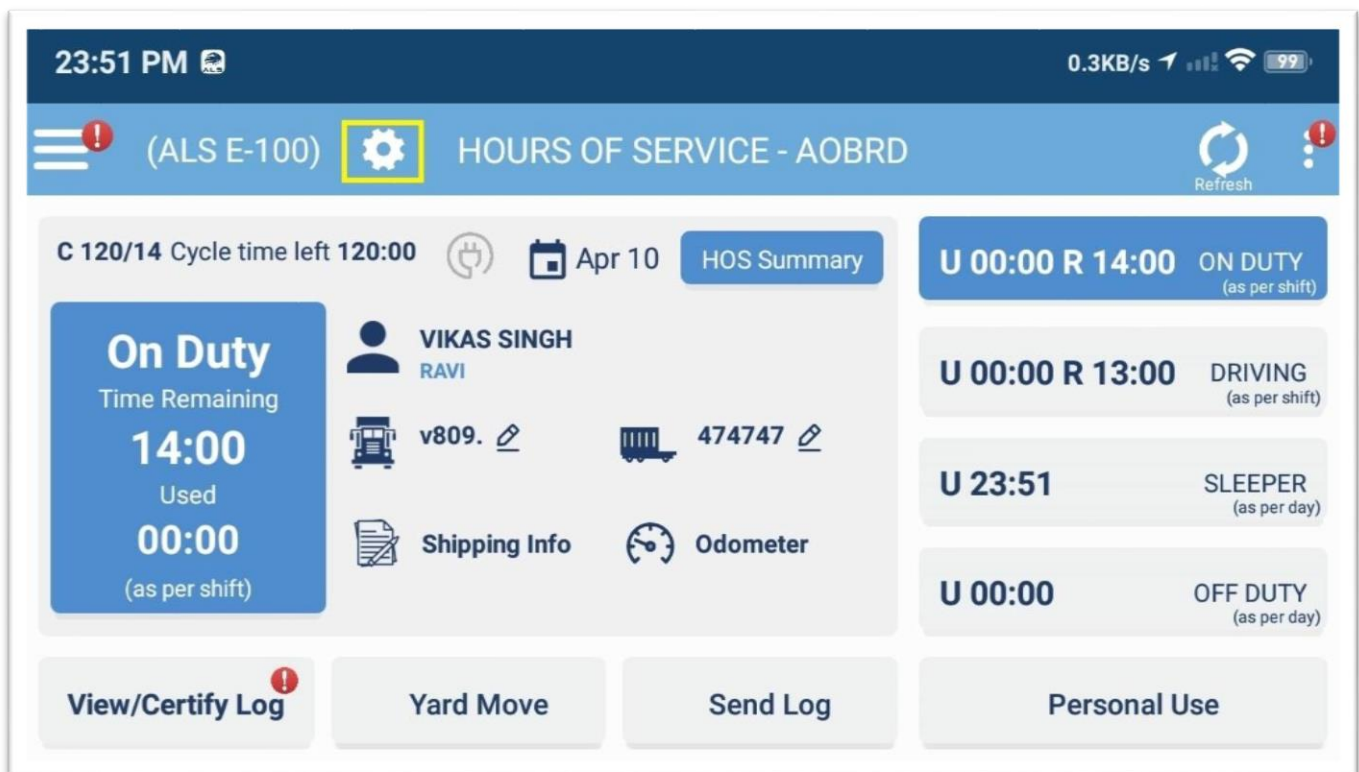 23:51 PM
0.3KB/s 99
(ALS E-100) HOURS OF SERVICE - AOBRD
Refresh
C 120/14 Cycle time left 120:00 Apr 10 HOS Summary
On Duty
Time Remaining
14:00
Used
00:00
(as per shift)
VIKAS SINGH
RAVI
v809.
474747
Shipping Info
Odometer
U 00:00 R 14:00 ON DUTY
(as per shift)
U 00:00 R 13:00 DRIVING
(as per shift)
U 23:51 SLEEPER
(as per day)
U 00:00 OFF DUTY
(as per day)
View/Certify Log
Yard Move
Send Log
Personal Use